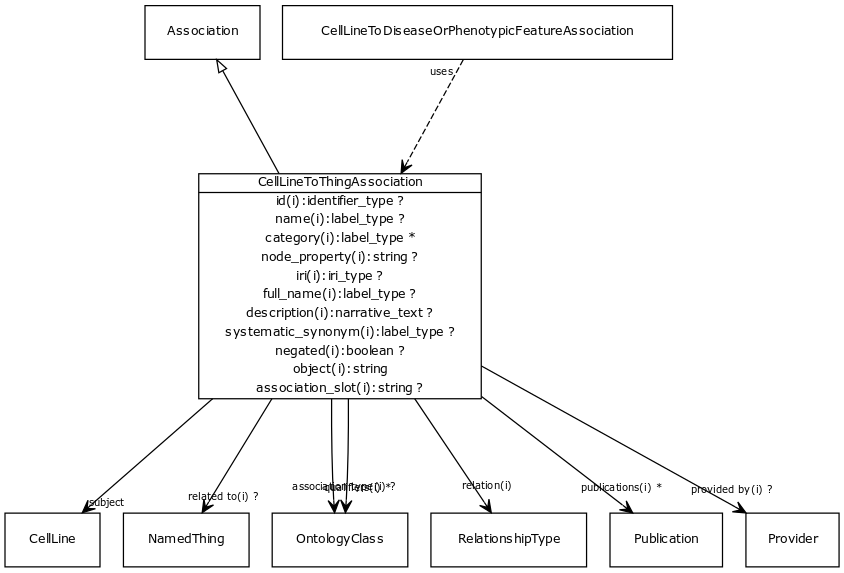 Association
CellLineToDiseaseOrPhenotypicFeatureAssociation
uses
CellLineToThingAssociation
id(i):identifier_type ?
name(i):label_type ?
category(i):label_type *
node_property(i):string ?
iri(i):iri_type ?
full_name(i):label_type ?
description(i):narrative_text ?
systematic_synonym(i):label_type ?
negated(i):boolean ?
object(i):string
association_slot(i):string ?
subject
related to(i) ?
association type(i) ?
qualifiers(i) *
relation(i)
publications(i) *
provided by(i) ?
CellLine
NamedThing
OntologyClass
RelationshipType
Publication
Provider